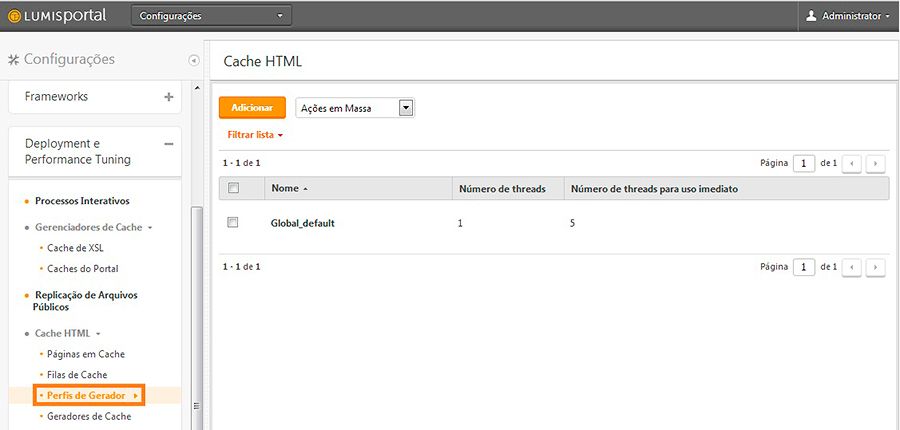 LUMISportal
Configurações
Administrator
Configurações
Cache HTML
Frameworks
Adicionar
Ações em Massa
Filtrar lista
Deployment e
Performance Tuning
1 - 1 de 1
Página 1 de 1
Nome
Número de threads
Número de threads para uso imediato
Processos Interativos
Global_default
1
5
Gerenciadores de Cache
Cache de XSL
Caches do Portal
1 - 1 de 1
Página 1 de 1
Replicação de Arquivos
Públicos
Cache HTML
Páginas em Cache
Filas de Cache
Perfis de Gerador
Geradores de Cache